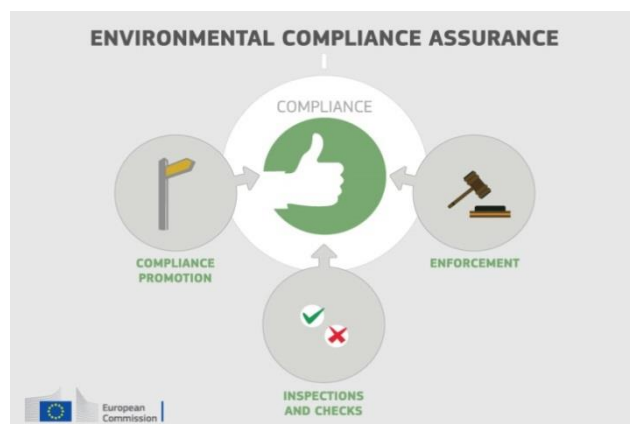 ENVIRONMENTAL COMPLIANCE ASSURANCE
COMPLIANCE
COMPLIANCE
PROMOTION
ENFORCEMENT
INSPECTIONS
AND CHECKS
European
Commission